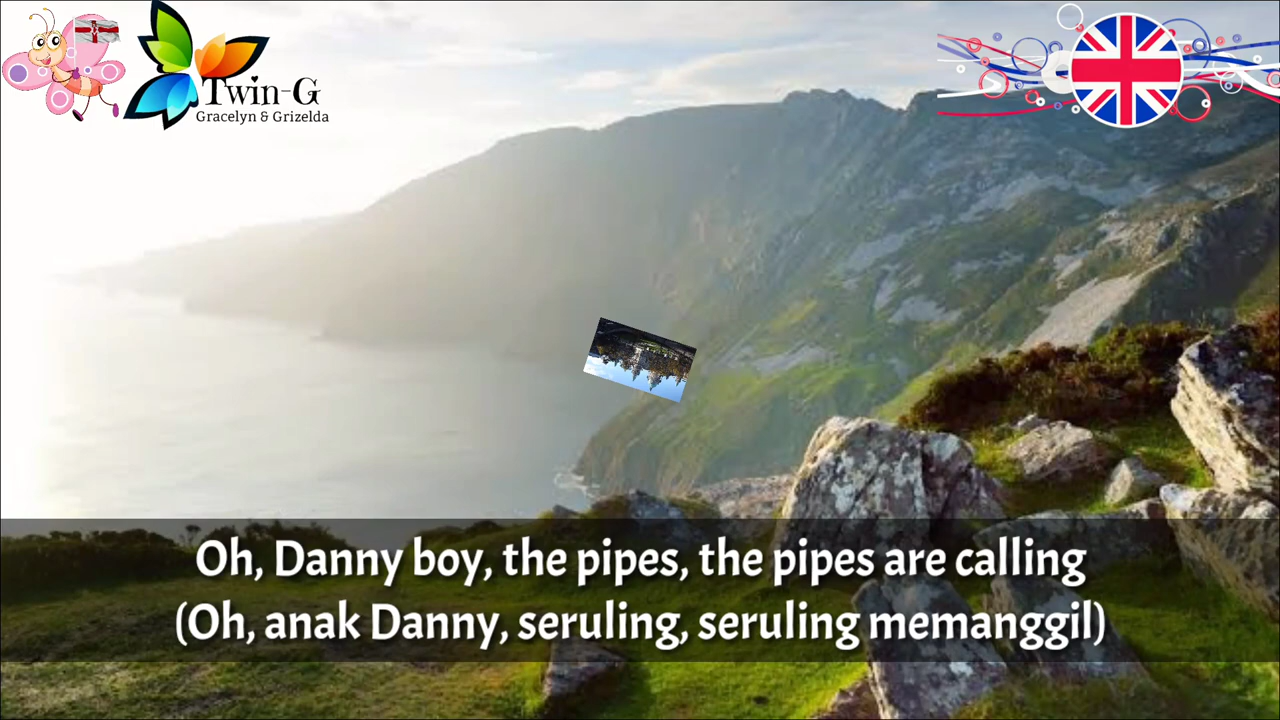 Twin-G
Gracelyn & Grizelda
Oh, Danny boy, the pipes, the pipes are calling
(Oh, anak Danny, seruling, seruling memanggil)